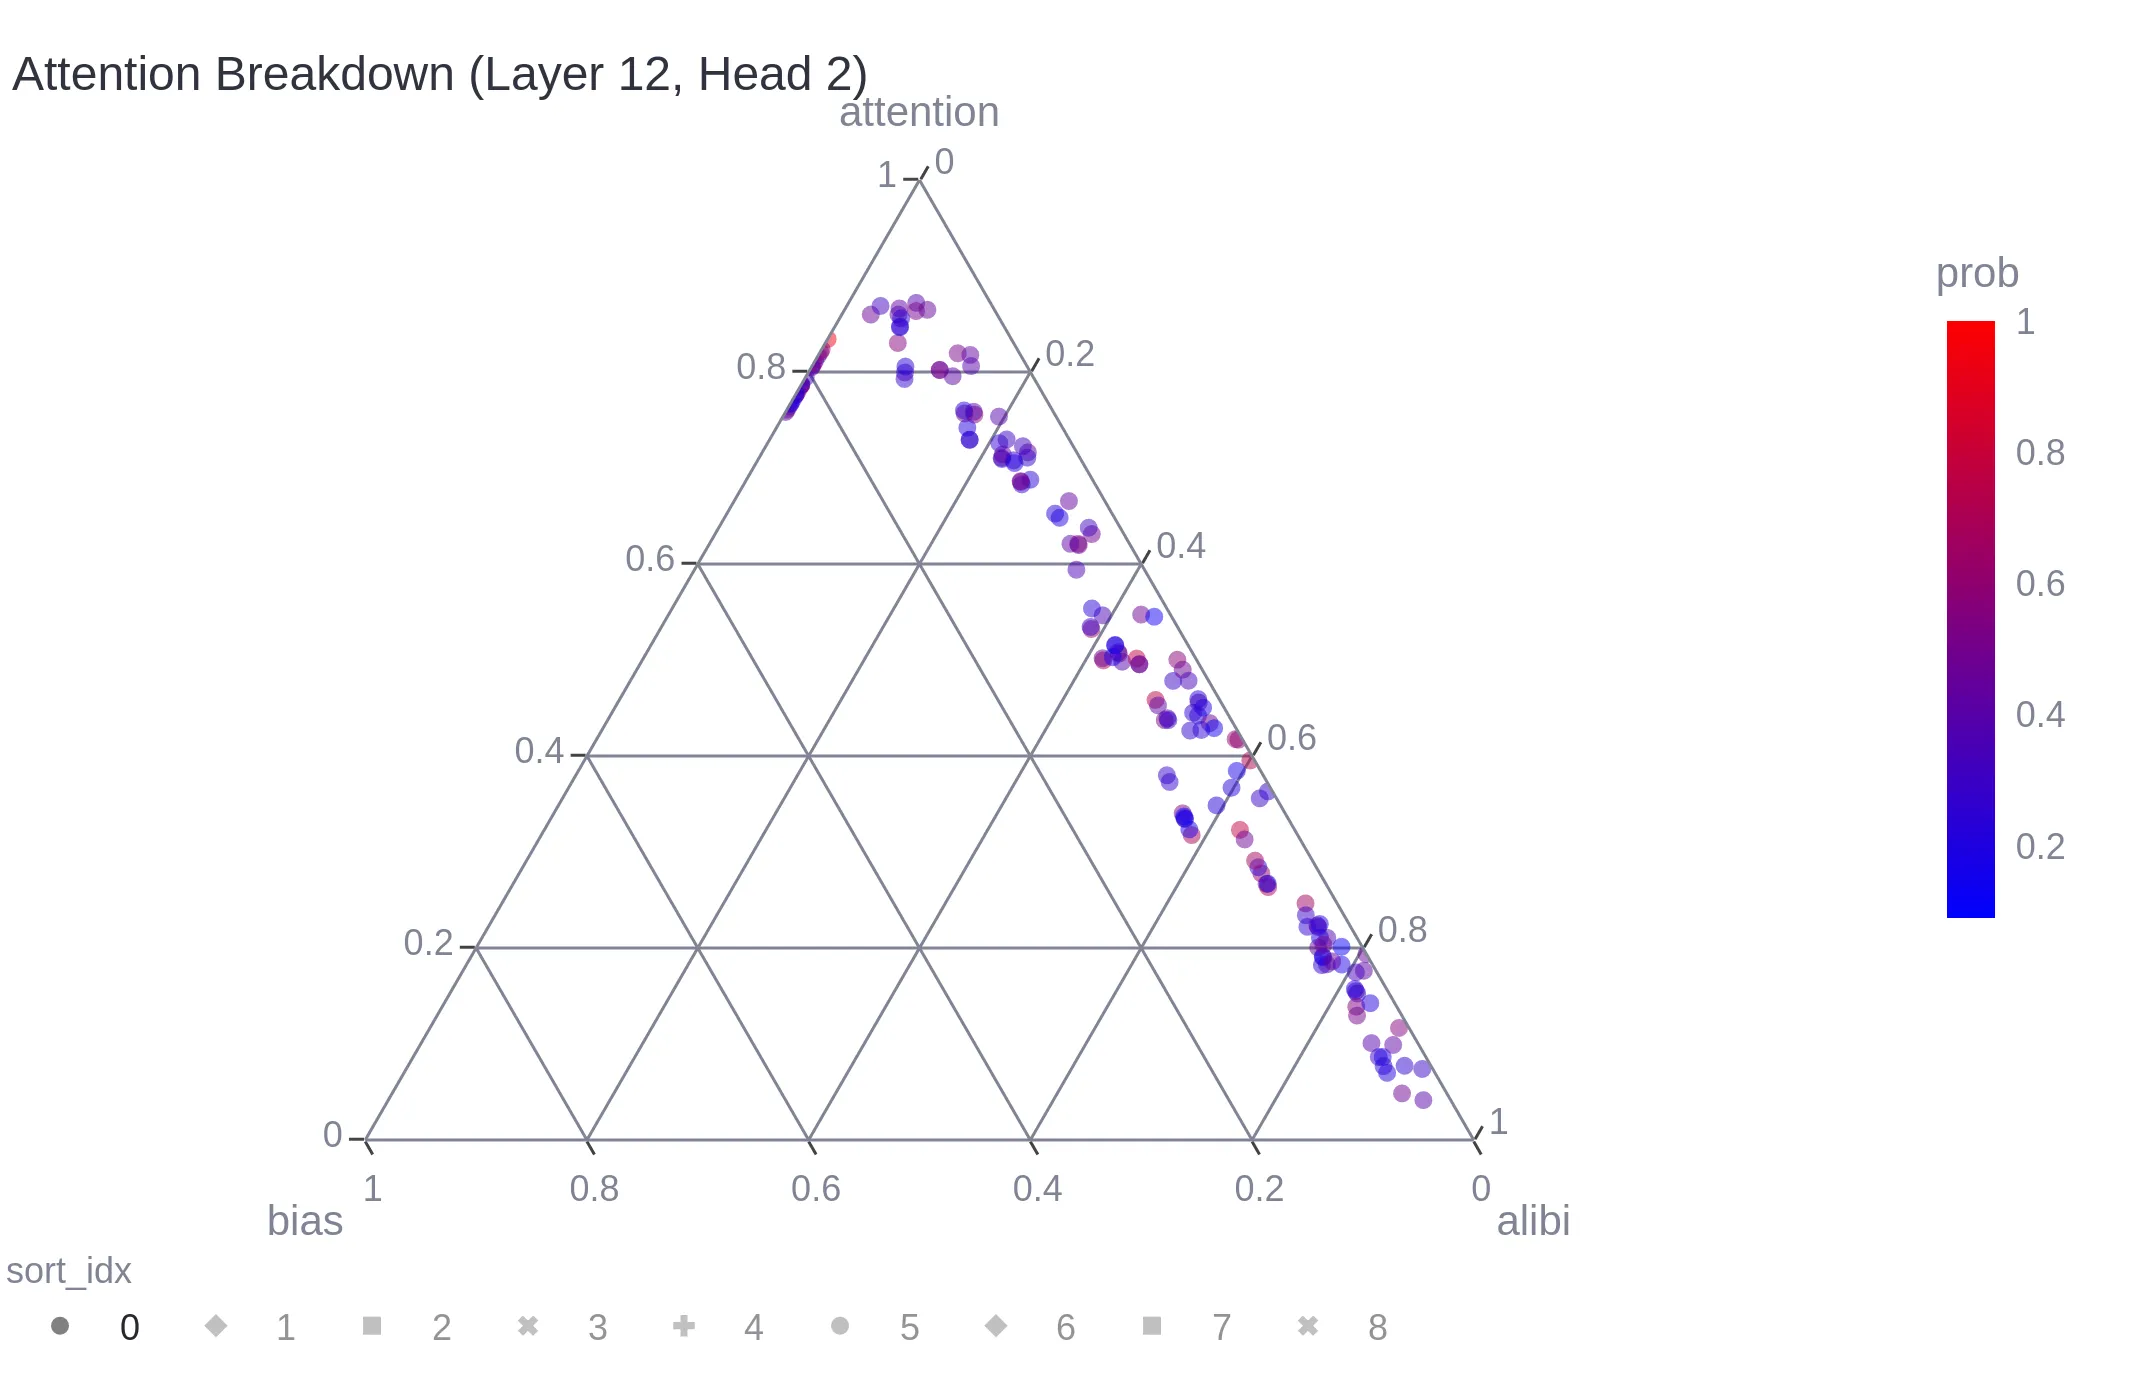 Attention Breakdown (Layer 12, Head 2)
attention
1 0
prob
1
0.8 0.2
0.8
0.6 0.4
0.6
0.4 0.6
0.4
0.2 0.8
0.2
0 1
1 0.8 0.6 0.4 0.2 0
bias alibi
sort_idx
0 1 2 3 4 5 6 7 8